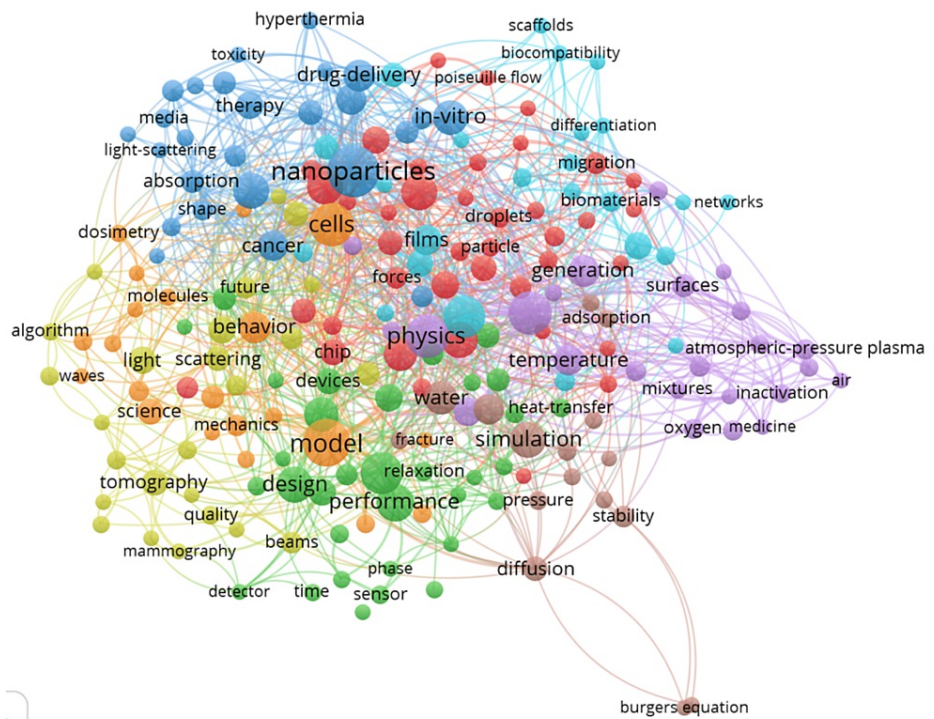 hyperthermia
scaffolds
toxicity
biocompatibility
drug-delivery
poiseuille flow
therapy
media
in-vitro
differentiation
light-scattering
migration
nanoparticles
absorption
biomaterials
networks
shape
droplets
cells
dosimetry
films
cancer
particle
forces
generation
future
surfaces
molecules
adsorption
algorithm
behavior
physics
chip
atmospheric-pressure plasma
light
scattering
temperature
waves
devices
air
mixtures
inactivation
water
science
heat-transfer
mechanics
oxygen
medicine
model
fracture
simulation
relaxation
tomography
design
performance
pressure
quality
stability
beams
mammography
phase
diffusion
detector
time
sensor
burgers equation